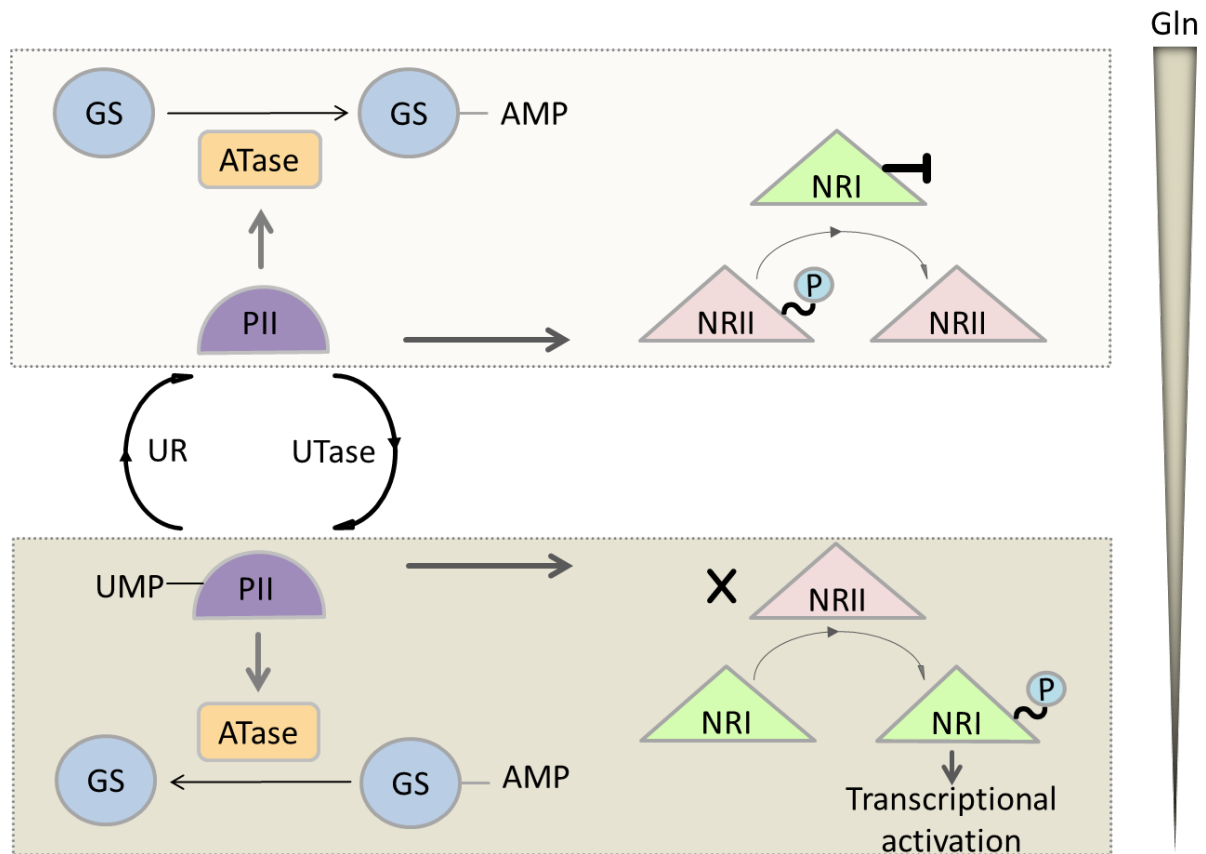 Gln
GS
GS
AMP
ATase
NRI
PII
NRII
P
NRII
UR
UTase
UMP
PII
X
NRII
ATase
NRI
NRI
P
GS
GS
AMP
Transcriptional
activation